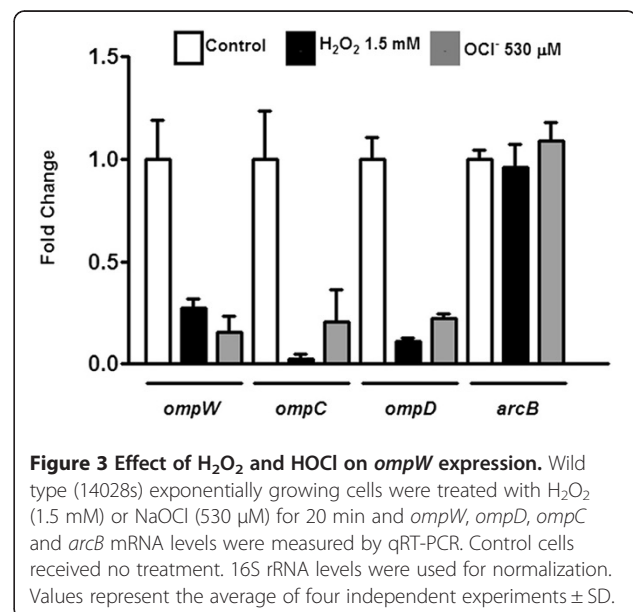 Control H₂O₂ 1.5 mM OCl⁻ 530 µM
1.5
1.0
0.5
0.0
Fold Change
ompW ompC ompD arcB
Figure 3 Effect of H₂O₂ and HOCl on ompW expression. Wild
type (14028s) exponentially growing cells were treated with H₂O₂
(1.5 mM) or NaOCl (530 µM) for 20 min and ompW, ompD, ompC
and arcB mRNA levels were measured by qRT-PCR. Control cells
received no treatment. 16S rRNA levels were used for normalization.
Values represent the average of four independent experiments ± SD.